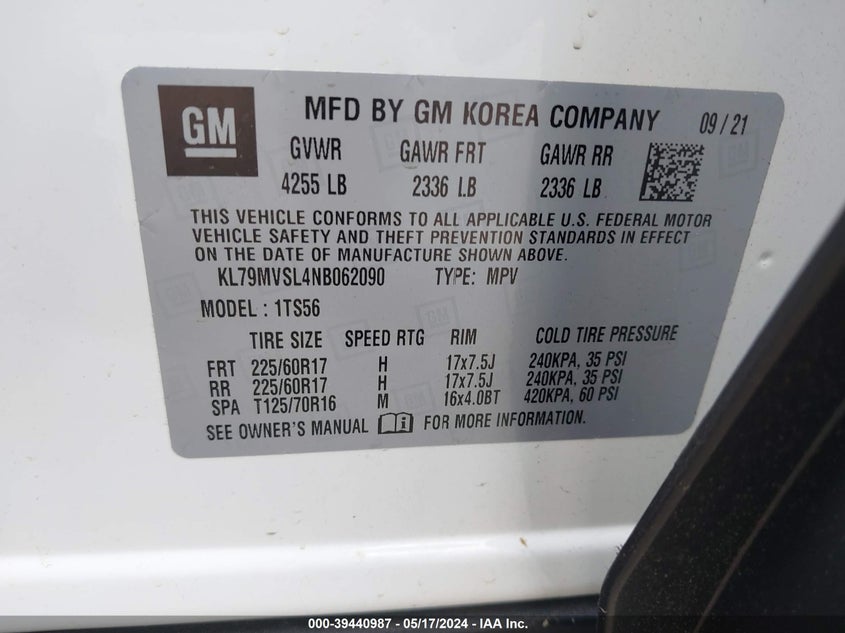 GM
MFD BY GM KOREA COMPANY 09 / 21
GVWR GAWR FRT GAWR RR
4255 LB 2336 LB 2336 LB
THIS VEHICLE CONFORMS TO ALL APPLICABLE U.S. FEDERAL MOTOR
VEHICLE SAFETY AND THEFT PREVENTION STANDARDS IN EFFECT
ON THE DATE OF MANUFACTURE SHOWN ABOVE.
KL79MVSL4NB062090 TYPE: MPV
MODEL : 1TS56
TIRE SIZE SPEED RTG RIM COLD TIRE PRESSURE
FRT 225/60R17 H 17x7.5J 240KPA, 35 PSI
RR 225/60R17 H 17x7.5J 240KPA, 35 PSI
SPA T125/70R16 M 16x4.0BT 420KPA, 60 PSI
SEE OWNER'S MANUAL FOR MORE INFORMATION.
000-39440987 - 05/17/2024 - IAA Inc.